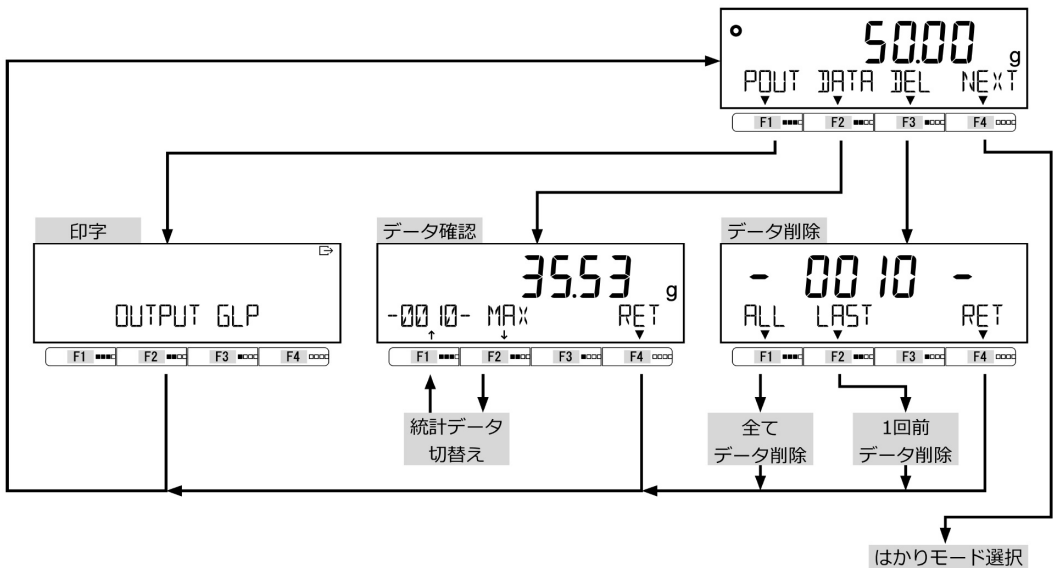 50.00 g
POUT DATA DEL NEXT
F1 F2 F3 F4
印字
OUTPUT GLP
F1 F2 F3 F4
データ確認
35.53 g
-0010- MAX RET
F1 F2 F3 F4
統計データ
切替え
データ削除
- 0010 -
ALL LAST RET
F1 F2 F3 F4
全て
データ削除
1回前
データ削除
はかりモード選択